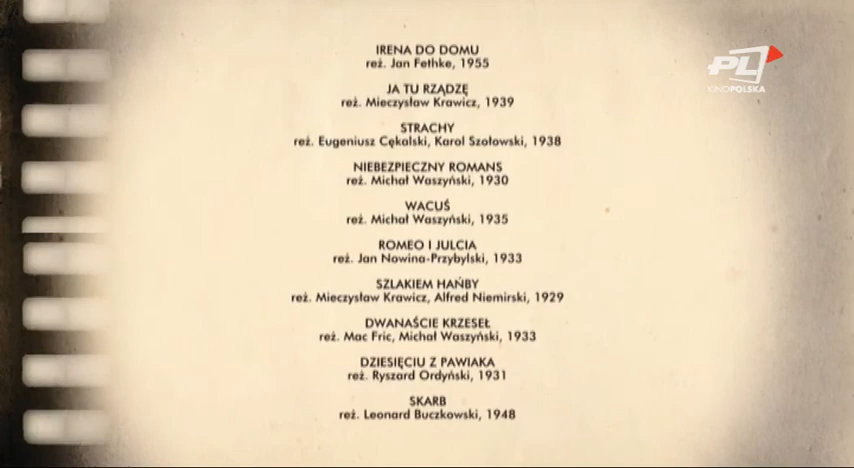 IRENA DO DOMU
reż. Jan Fethke, 1955
JA TU RZĄDZĘ
reż. Mieczysław Krawicz, 1939
STRACHY
reż. Eugeniusz Cękalski, Karol Szołowski, 1938
NIEBEZPIECZNY ROMANS
reż. Michał Waszyński, 1930
WACUŚ
reż. Michał Waszyński, 1935
ROMEO I JULCIA
reż. Jan Nowina-Przybylski, 1933
SZLAKIEM HAŃBY
reż. Mieczysław Krawicz, Alfred Niemirski, 1929
DWANAŚCIE KRZESEŁ
reż. Mac Fric, Michał Waszyński, 1933
DZIESIĘCIU Z PAWIAKA
reż. Ryszard Ordyński, 1931
SKARB
reż. Leonard Buczkowski, 1948
PL
KINOPOLSKA